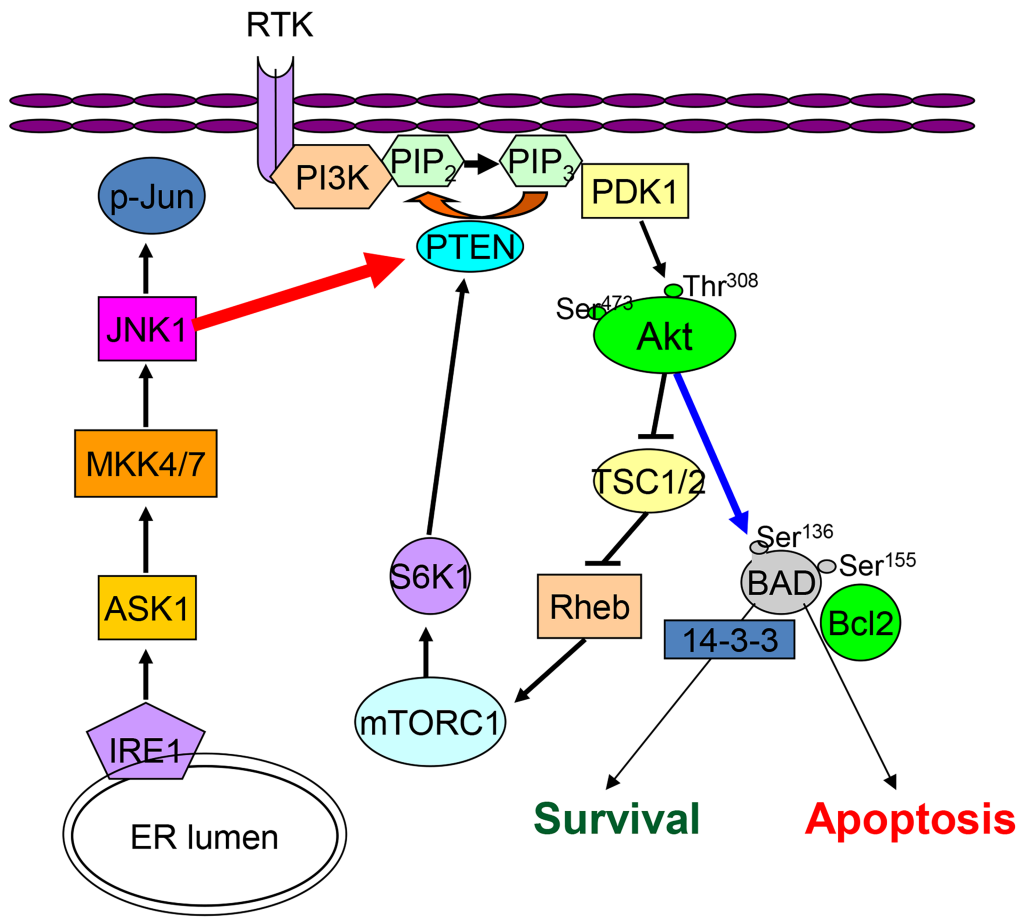 RTK
PI3K
PIP2
PIP3
PDK1
p-Jun
PTEN
Thr308
Ser473
Akt
JNK1
MKK4/7
TSC1/2
Ser136
Ser155
BAD
S6K1
ASK1
Rheb
Bcl2
14-3-3
mTORC1
IRE1
ER lumen
Survival
Apoptosis